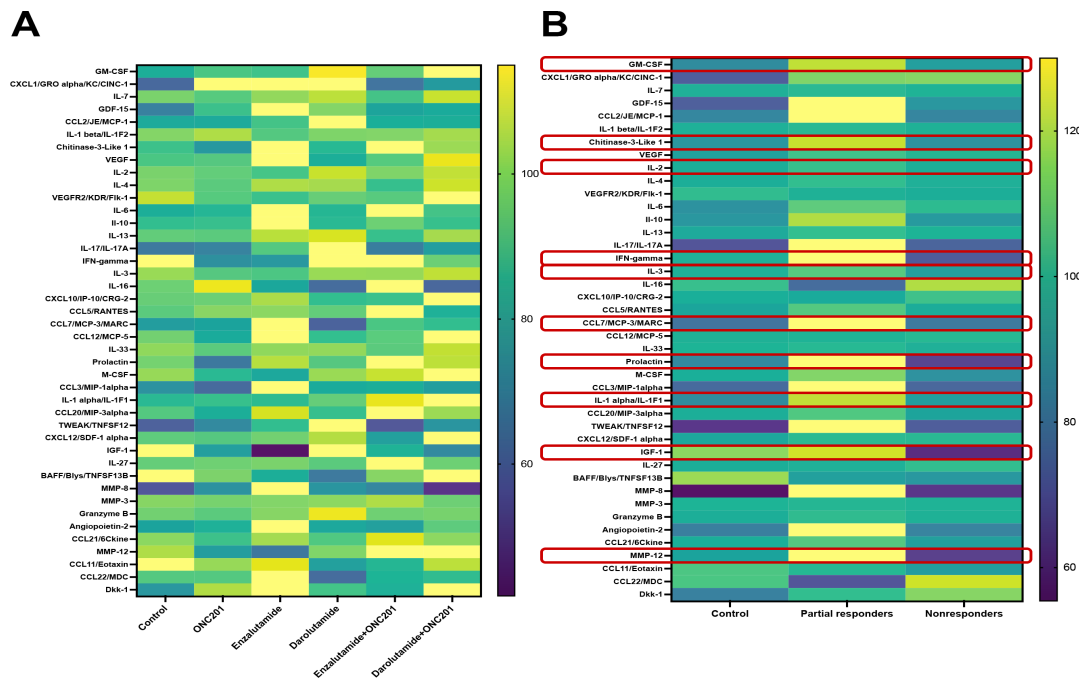 A
GM-CSF
CXCL1/GRO alpha/KC/CINC-1
IL-7
GDF-15
CCL2/JE/MCP-1
IL-1 beta/IL-1F2
Chitinase-3-Like 1
VEGF
IL-2
IL-4
VEGFR2/KDR/Flk-1
IL-6
Il-10
IL-13
IL-17/IL-17A
IFN-gamma
IL-3
IL-16
CXCL10/IP-10/CRG-2
CCL5/RANTES
CCL7/MCP-3/MARC
CCL12/MCP-5
IL-33
Prolactin
M-CSF
CCL3/MIP-1alpha
IL-1 alpha/IL-1F1
CCL20/MIP-3alpha
TWEAK/TNFSF12
CXCL12/SDF-1 alpha
IGF-1
IL-27
BAFF/Blys/TNFSF13B
MMP-8
MMP-3
Granzyme B
Angiopoietin-2
CCL21/6Ckine
MMP-12
CCL11/Eotaxin
CCL22/MDC
Dkk-1
Control
ONC201
Enzalutamide
Darolutamide
Enzalutamide+ONC201
Darolutamide+ONC201
100
80
60
B
GM-CSF
CXCL1/GRO alpha/KC/CINC-1
IL-7
GDF-15
CCL2/JE/MCP-1
IL-1 beta/IL-1F2
Chitinase-3-Like 1
VEGF
IL-2
IL-4
VEGFR2/KDR/Flk-1
IL-6
Il-10
IL-13
IL-17/IL-17A
IFN-gamma
IL-3
IL-16
CXCL10/IP-10/CRG-2
CCL5/RANTES
CCL7/MCP-3/MARC
CCL12/MCP-5
IL-33
Prolactin
M-CSF
CCL3/MIP-1alpha
IL-1 alpha/IL-1F1
CCL20/MIP-3alpha
TWEAK/TNFSF12
CXCL12/SDF-1 alpha
IGF-1
IL-27
BAFF/Blys/TNFSF13B
MMP-8
MMP-3
Granzyme B
Angiopoietin-2
CCL21/6Ckine
MMP-12
CCL11/Eotaxin
CCL22/MDC
Dkk-1
Control
Partial responders
Nonresponders
120
100
80
60